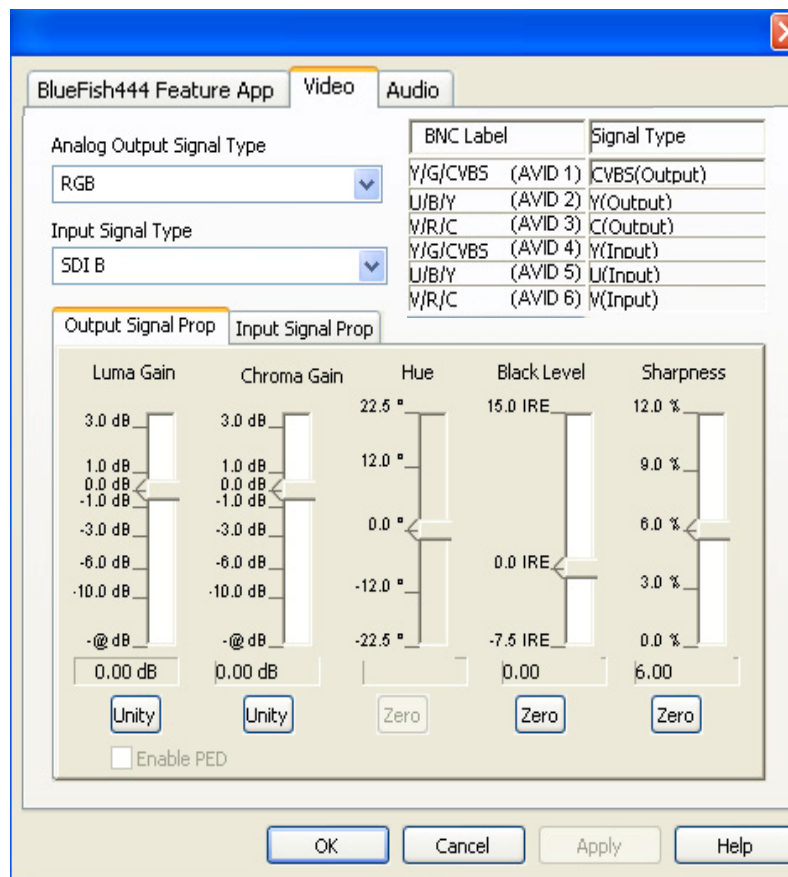 BlueFish444 Feature App Video Audio
Analog Output Signal Type
RGB
Input Signal Type
SDI B
BNC Label Signal Type
Y/G/CVBS (AVID 1) CVBS(Output)
U/B/Y (AVID 2) Y(Output)
V/R/C (AVID 3) C(Output)
Y/G/CVBS (AVID 4) Y(Input)
U/B/Y (AVID 5) U(Input)
V/R/C (AVID 6) V(Input)
Output Signal Prop Input Signal Prop
Luma Gain
3.0 dB
1.0 dB
0.0 dB
-1.0 dB
-3.0 dB
-6.0 dB
-10.0 dB
-@ dB
0.00 dB
Unity
Chroma Gain
3.0 dB
1.0 dB
0.0 dB
-1.0 dB
-3.0 dB
-6.0 dB
-10.0 dB
-@ dB
0.00 dB
Unity
Hue
22.5 °
12.0 °
0.0 °
-12.0 °
-22.5 °
Zero
Black Level
15.0 IRE
0.0 IRE
-7.5 IRE
0.00
Zero
Sharpness
12.0 %
9.0 %
6.0 %
3.0 %
0.0 %
6.00
Zero
Enable PED
OK Cancel Apply Help